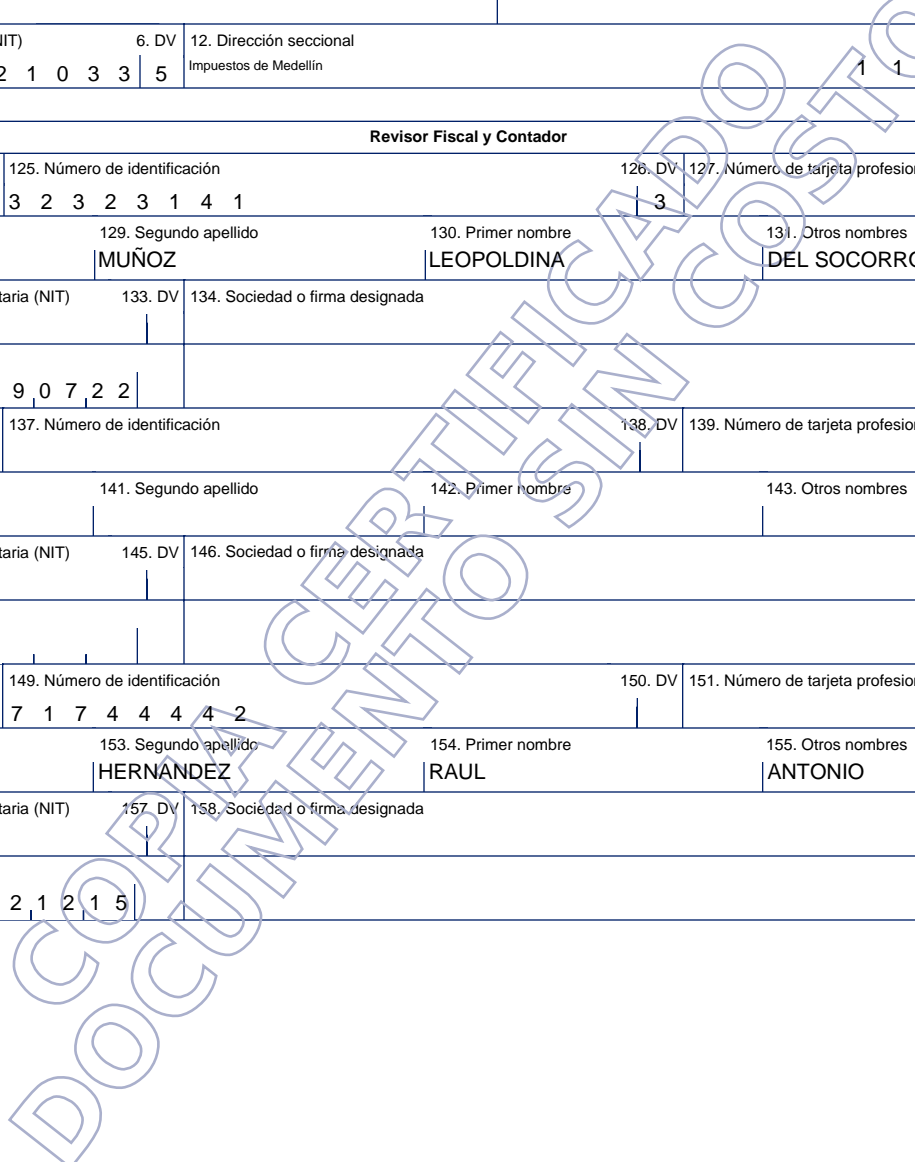 NIT) 6. DV 12. Dirección seccional
2 1 0 3 3 5 Impuestos de Medellín 1 1
Revisor Fiscal y Contador
125. Número de identificación 126. DV 127. Número de tarjeta profesion
3 2 3 2 3 1 4 1 3
129. Segundo apellido 130. Primer nombre 131. Otros nombres
MUÑOZ LEOPOLDINA DEL SOCORRO
taria (NIT) 133. DV 134. Sociedad o firma designada
9 0 7 2 2
137. Número de identificación 138. DV 139. Número de tarjeta profesion
141. Segundo apellido 142. Primer nombre 143. Otros nombres
taria (NIT) 145. DV 146. Sociedad o firma designada
149. Número de identificación 150. DV 151. Número de tarjeta profesion
7 1 7 4 4 4 4 2
153. Segundo apellido 154. Primer nombre 155. Otros nombres
HERNANDEZ RAUL ANTONIO
taria (NIT) 157. DV 158. Sociedad o firma designada
2 1 2 1 5
COPIA CERTIFICADO
DOCUMENTO SIN COSTO